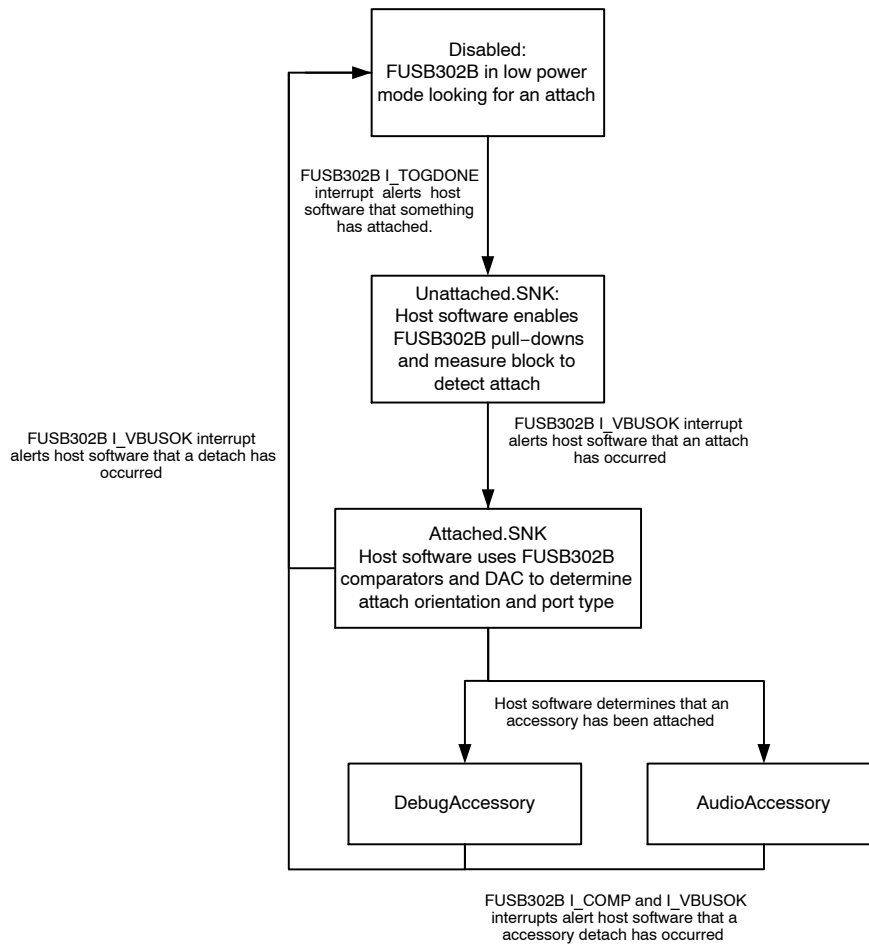 Disabled:
FUSB302B in low power
mode looking for an attach
FUSB302B I_TOGDONE
interrupt alerts host
software that something
has attached.
Unattached.SNK:
Host software enables
FUSB302B pull−downs
and measure block to
detect attach
FUSB302B I_VBUSOK interrupt
alerts host software that a detach has
occurred
FUSB302B I_VBUSOK interrupt
alerts host software that an attach
has occurred
Attached.SNK
Host software uses FUSB302B
comparators and DAC to determine
attach orientation and port type
Host software determines that an
accessory has been attached
DebugAccessory
AudioAccessory
FUSB302B I_COMP and I_VBUSOK
interrupts alert host software that a
accessory detach has occurred